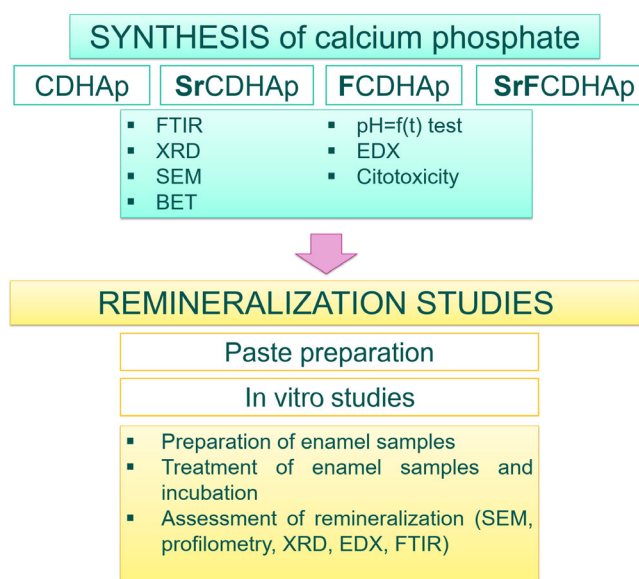 SYNTHESIS of calcium phosphate
CDHAp
SrCDHAp
FCDHAp
SrFCDHAp
▪ FTIR
▪ XRD
▪ SEM
▪ BET
▪ pH=f(t) test
▪ EDX
▪ Citotoxicity
REMINERALIZATION STUDIES
Paste preparation
In vitro studies
▪ Preparation of enamel samples
▪ Treatment of enamel samples and
incubation
▪ Assessment of remineralization (SEM,
profilometry, XRD, EDX, FTIR)